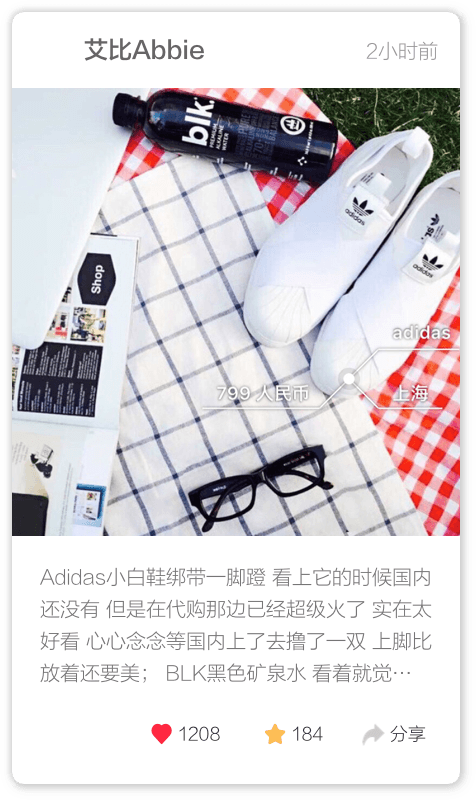 艾比Abbie
2小时前
blk.
PREMIUM
ALKALINE
WATER
Shop
adidas
adidas
adidas
799 人民币
上海
Adidas小白鞋绑带一脚蹬 看上它的时候国内
还没有 但是在代购那边已经超级火了 实在太
好看 心心念念等国内上了去撸了一双 上脚比
放着还要美； BLK黑色矿泉水 看着就觉…
1208
184
分享